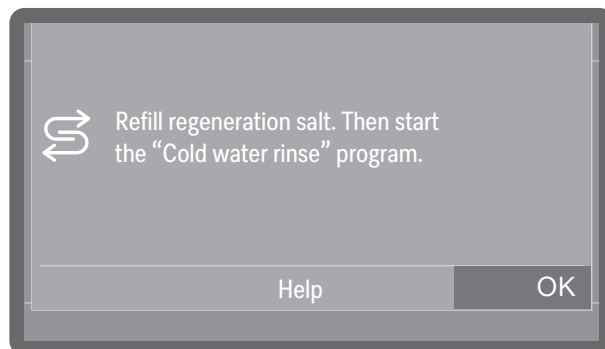 Refill regeneration salt. Then start
the “Cold water rinse” program.
Help
OK